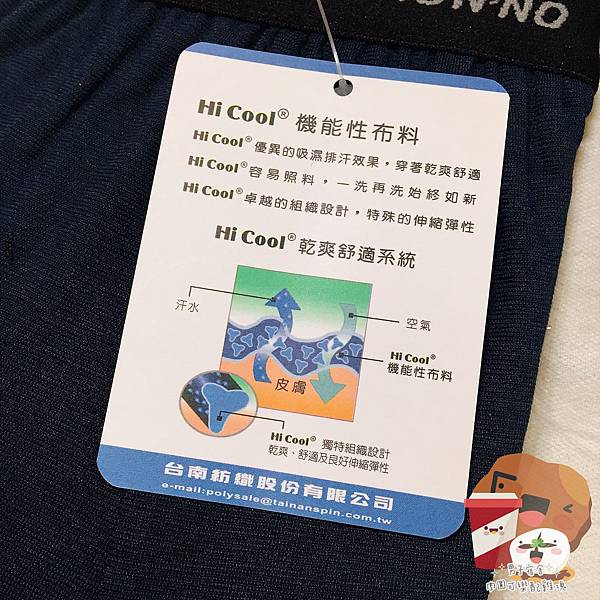 ON'NO
Hi Cool® 機能性布料
Hi Cool® 優異的吸濕排汗效果，穿著乾爽舒適
Hi Cool® 容易照料，一洗再洗始終如新
Hi Cool® 卓越的組織設計，特殊的伸縮彈性
Hi Cool® 乾爽舒適系統
汗水
空氣
Hi Cool®
機能性布料
皮膚
Hi Cool® 獨特組織設計
乾爽、舒適及良好伸縮彈性
台南紡織股份有限公司
e-mail:polysale@tainanspin.com.tw